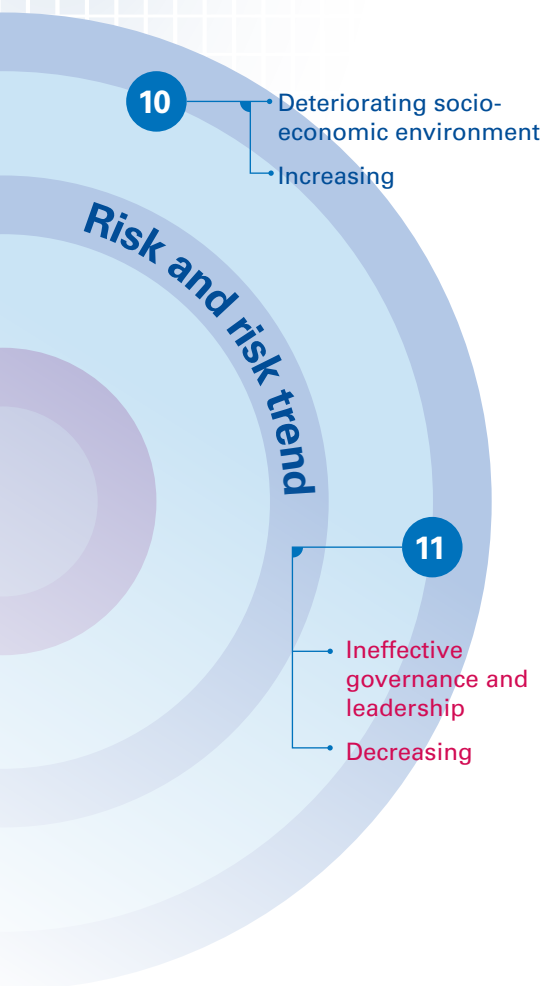 10
Deteriorating socio-
economic environment
Increasing
Risk and risk trend
11
Ineffective
governance and
leadership
Decreasing